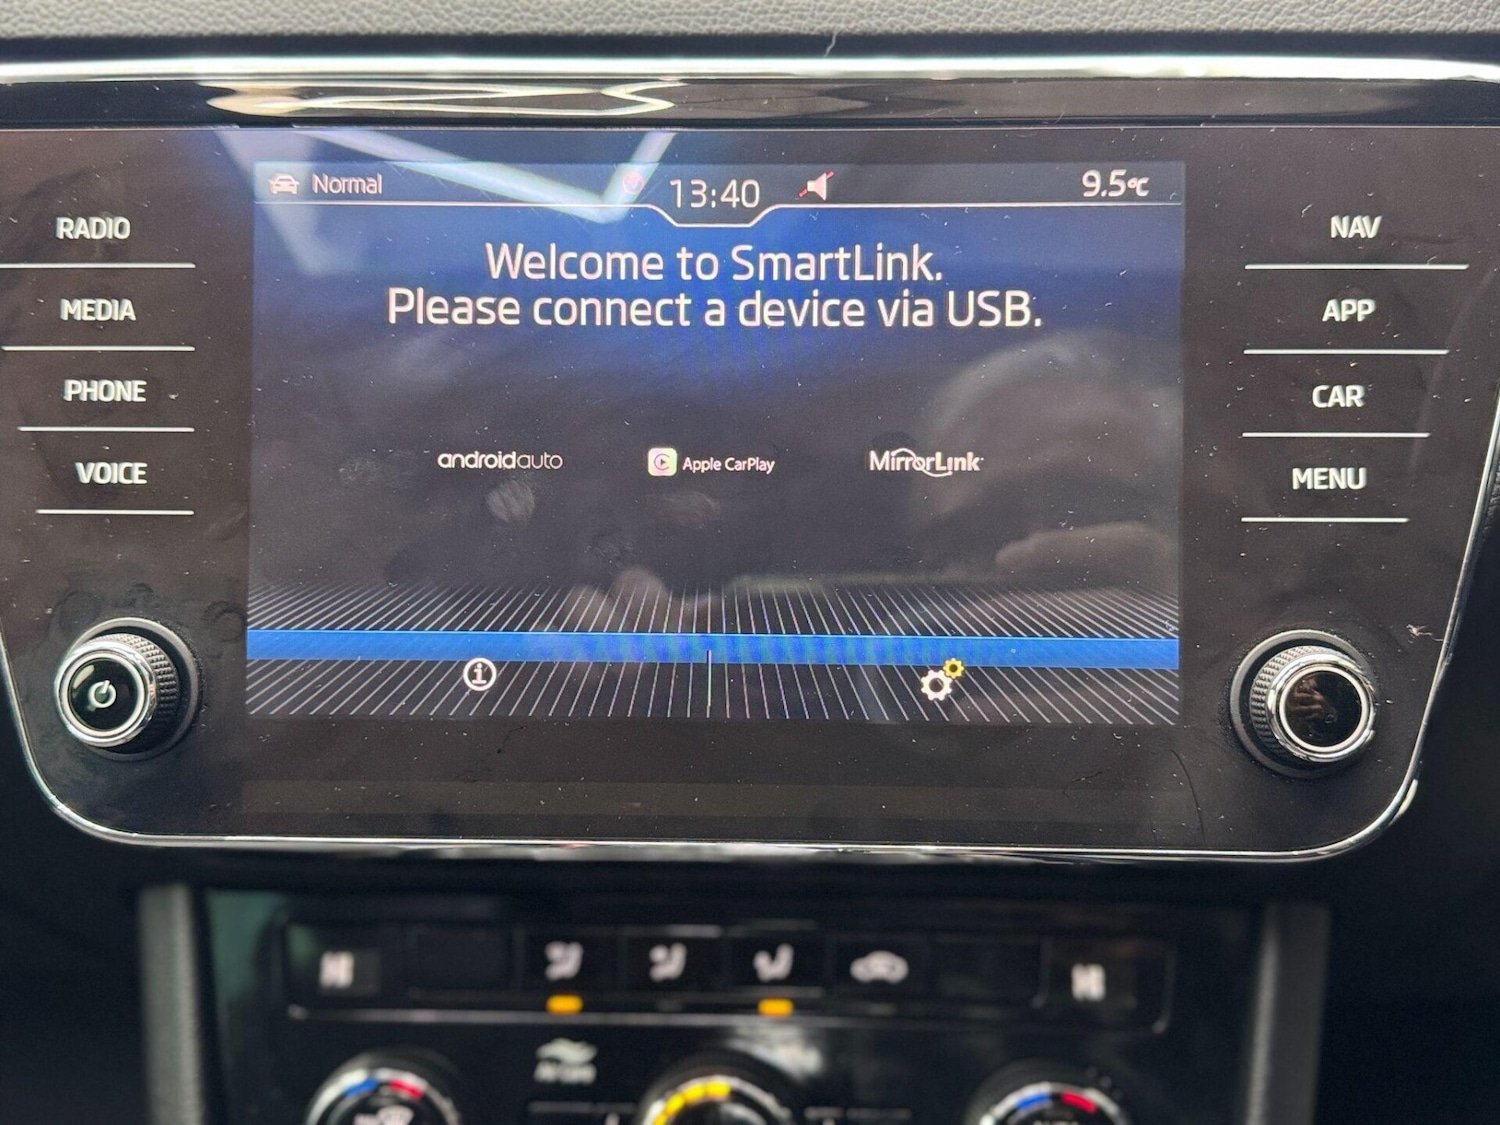 Normal
13:40
9.5°C
RADIO
MEDIA
PHONE
VOICE
Welcome to SmartLink.
Please connect a device via USB.
androidauto
Apple CarPlay
MirrorLink
NAV
APP
CAR
MENU